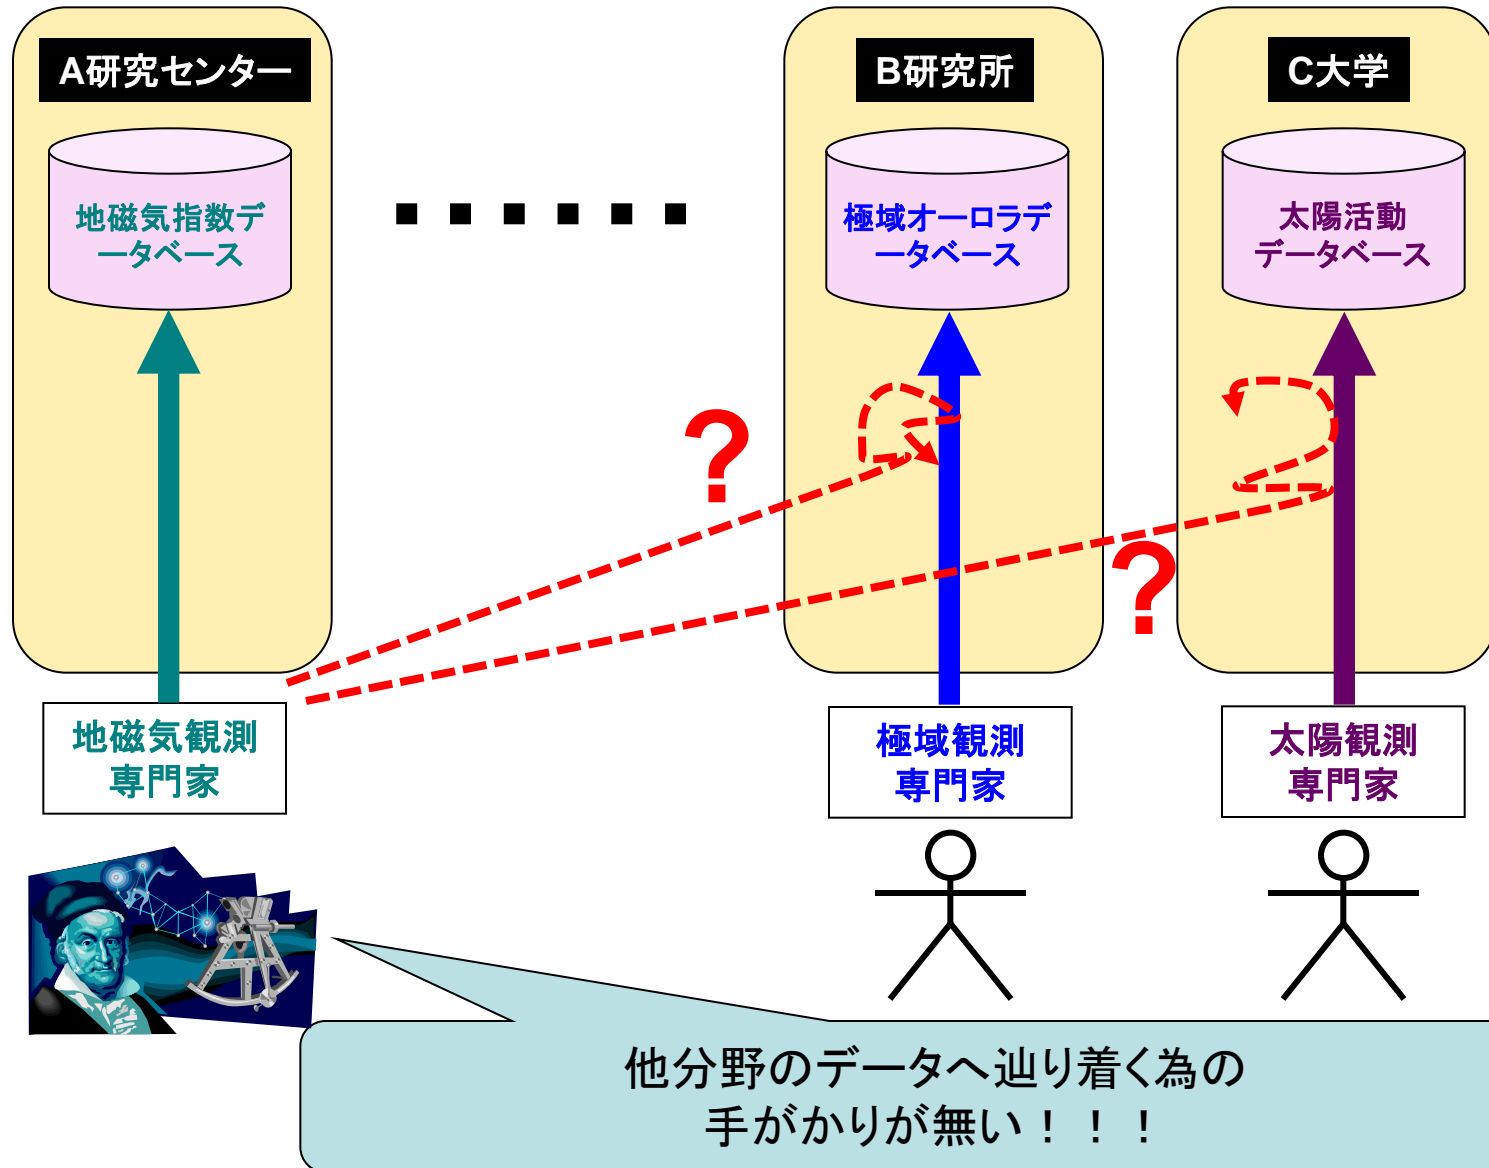 A研究センター
B研究所
C大学
地磁気指数デ
ータベース
・・・・・・
極域オーロラデ
ータベース
太陽活動
データベース
?
?
地磁気観測
専門家
極域観測
専門家
太陽観測
専門家
他分野のデータへ辿り着く為の
手がかりが無い！！！